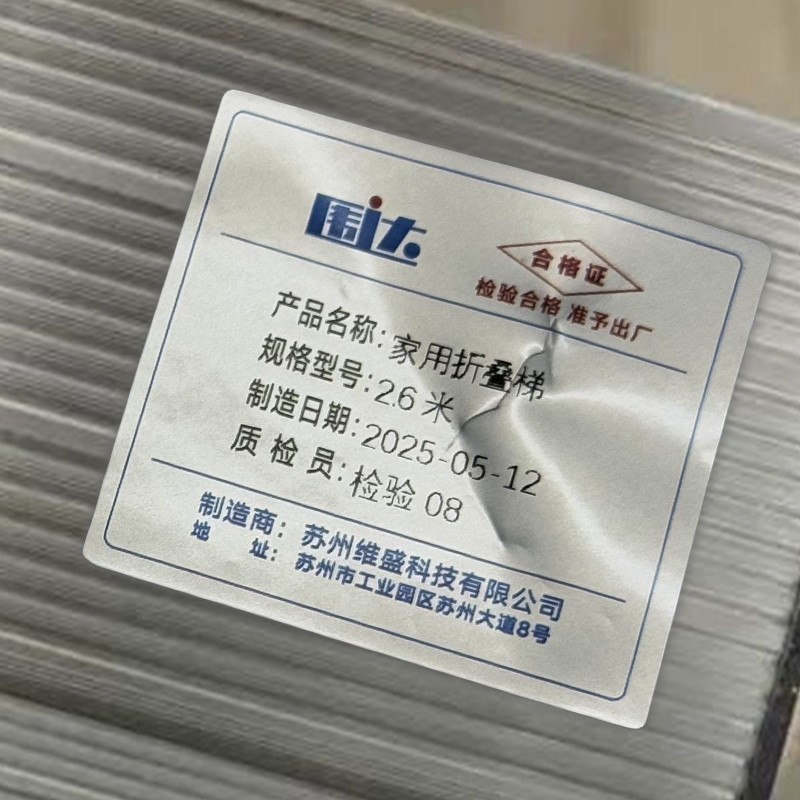 围达
合格证
检验合格 准予出厂
产品名称：家用折叠梯
规格型号：2.6米
制造日期：2025-05-12
质检员：检验 08
制造商：苏州维盛科技有限公司
地址：苏州市工业园区苏州大道8号